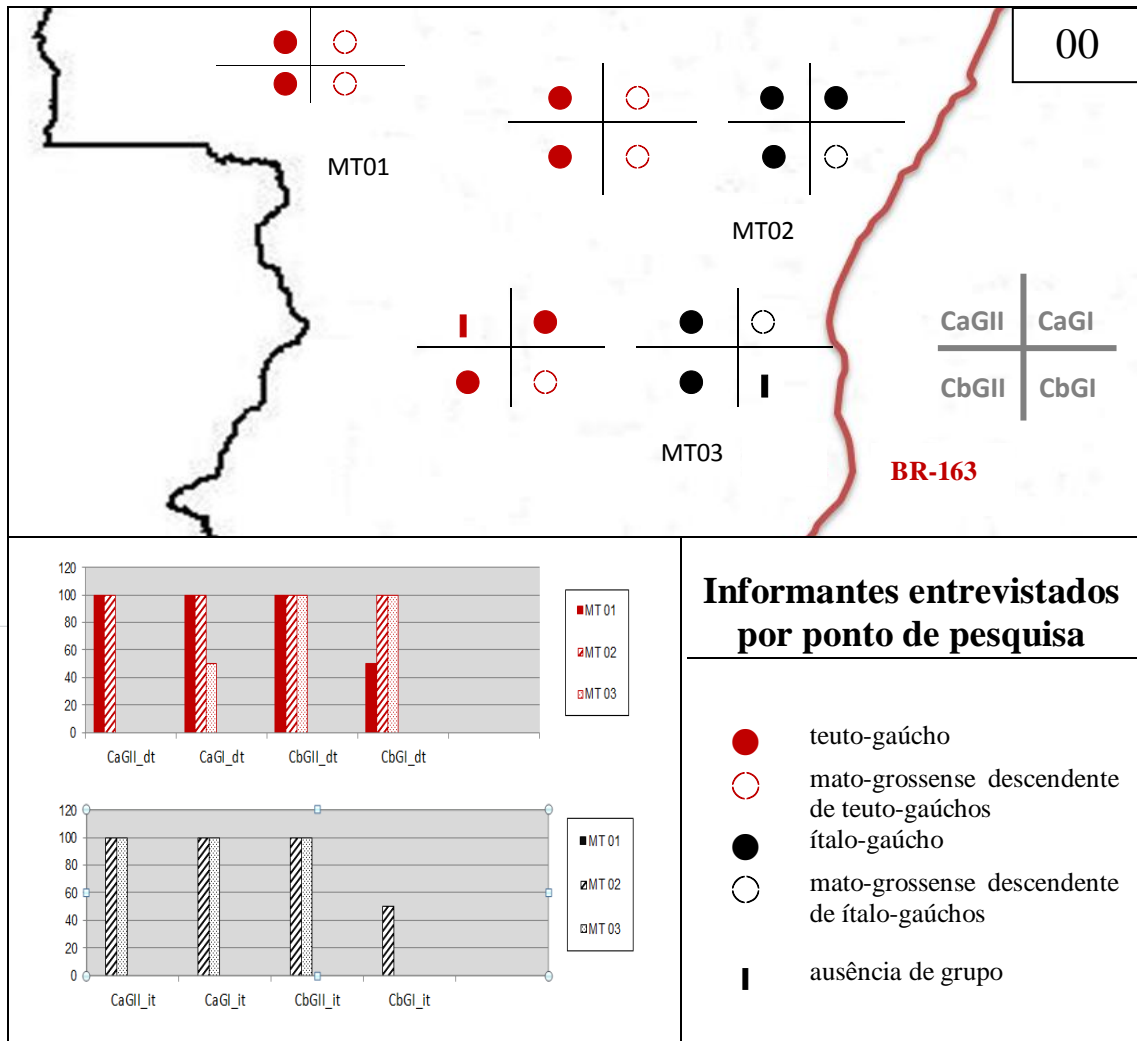 00
MT01
MT02
MT03
CaGII CaGI
CbGII CbGI
BR-163
120
100
80
60
40
20
0
CaGII_dt CaGI_dt CbGII_dt CbGI_dt
MT 01
MT 02
MT 03
120
100
80
60
40
20
0
CaGII_it CaGI_it CbGII_it CbGI_it
MT 01
MT 02
MT 03
Informantes entrevistados
por ponto de pesquisa
teuto-gaúcho
mato-grossense descendente
de teuto-gaúchos
ítalo-gaúcho
mato-grossense descendente
de ítalo-gaúchos
ausência de grupo